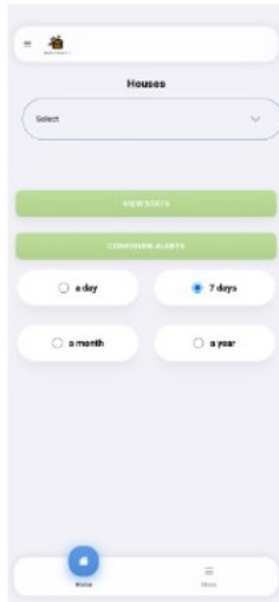 Houses
Select
VIEW STATS
CONFIGURE ALERTS
a day
7 days
a month
a year
Home